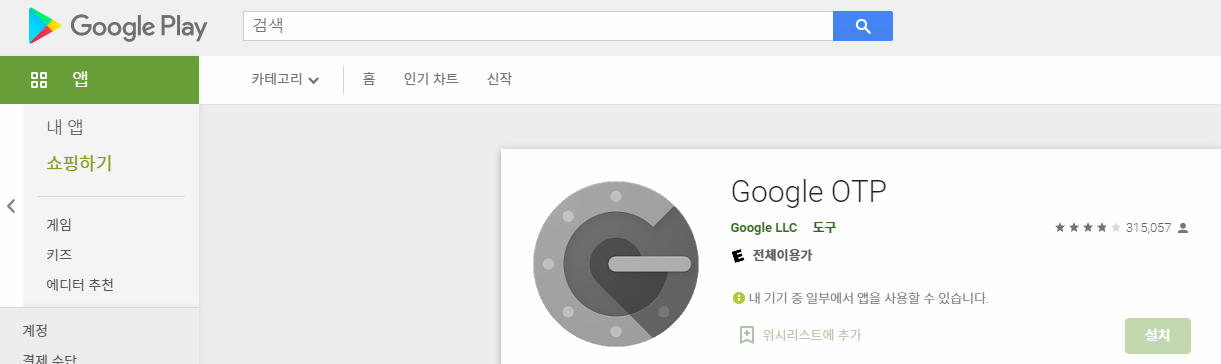 Google Play
검색
앱
카테고리
홈
인기 차트
신작
내 앱
쇼핑하기
게임
키즈
에디터 추천
계정
결제 수단
Google OTP
Google LLC 도구
315,057
전체이용가
내 기기 중 일부에서 앱을 사용할 수 있습니다.
위시리스트에 추가
설치